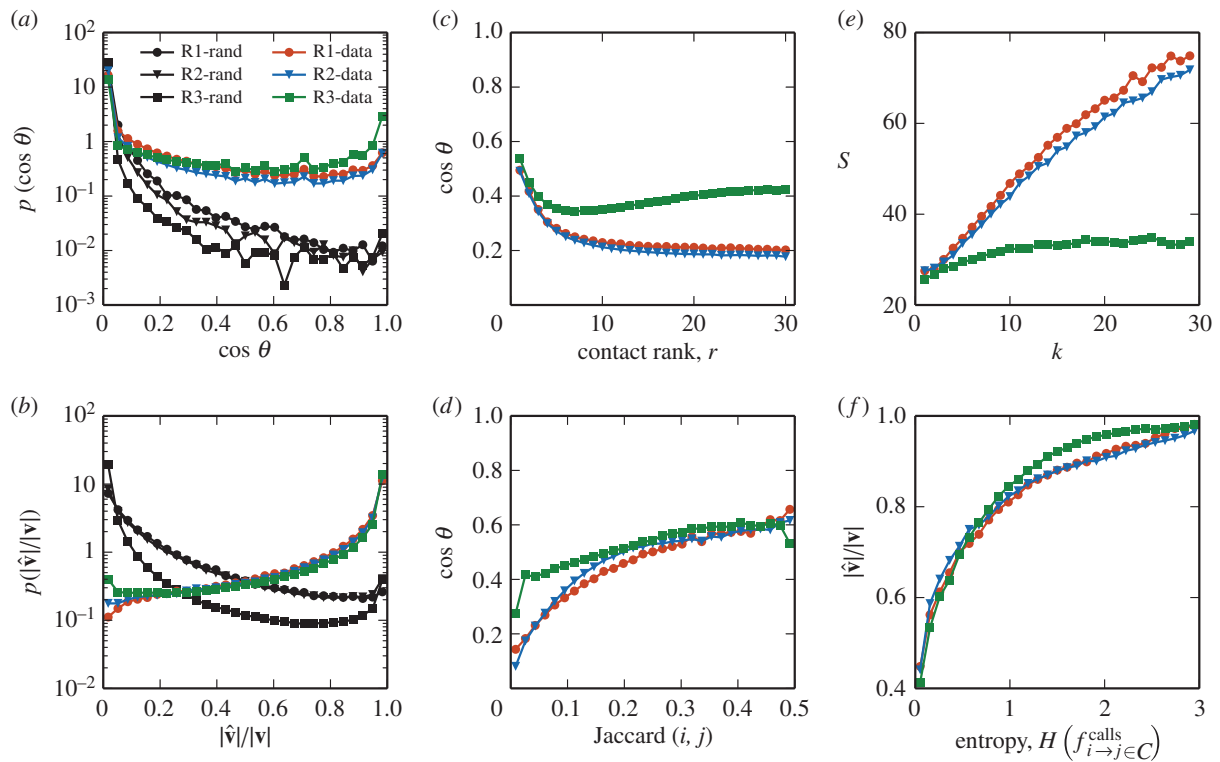 (a)
10²
10
1
10⁻¹
10⁻²
10⁻³
p (cos θ)
0 0.2 0.4 0.6 0.8 1.0
cos θ
R1-rand R1-data
R2-rand R2-data
R3-rand R3-data
(c)
1.0
0.8
0.6
0.4
0.2
0
cos θ
10 20 30
contact rank, r
(e)
80
60
40
20
S
0 10 20 30
k
(b)
10²
10
1
10⁻¹
10⁻²
p(|v̂|/|v|)
0 0.2 0.4 0.6 0.8 1.0
|v̂|/|v|
(d)
1.0
0.8
0.6
0.4
0.2
cos θ
0 0.1 0.2 0.3 0.4 0.5
Jaccard (i, j)
(f)
1.0
0.8
0.6
0.4
|v̂|/|v|
0 1 2 3
entropy, H (f^calls_i→j∈C)